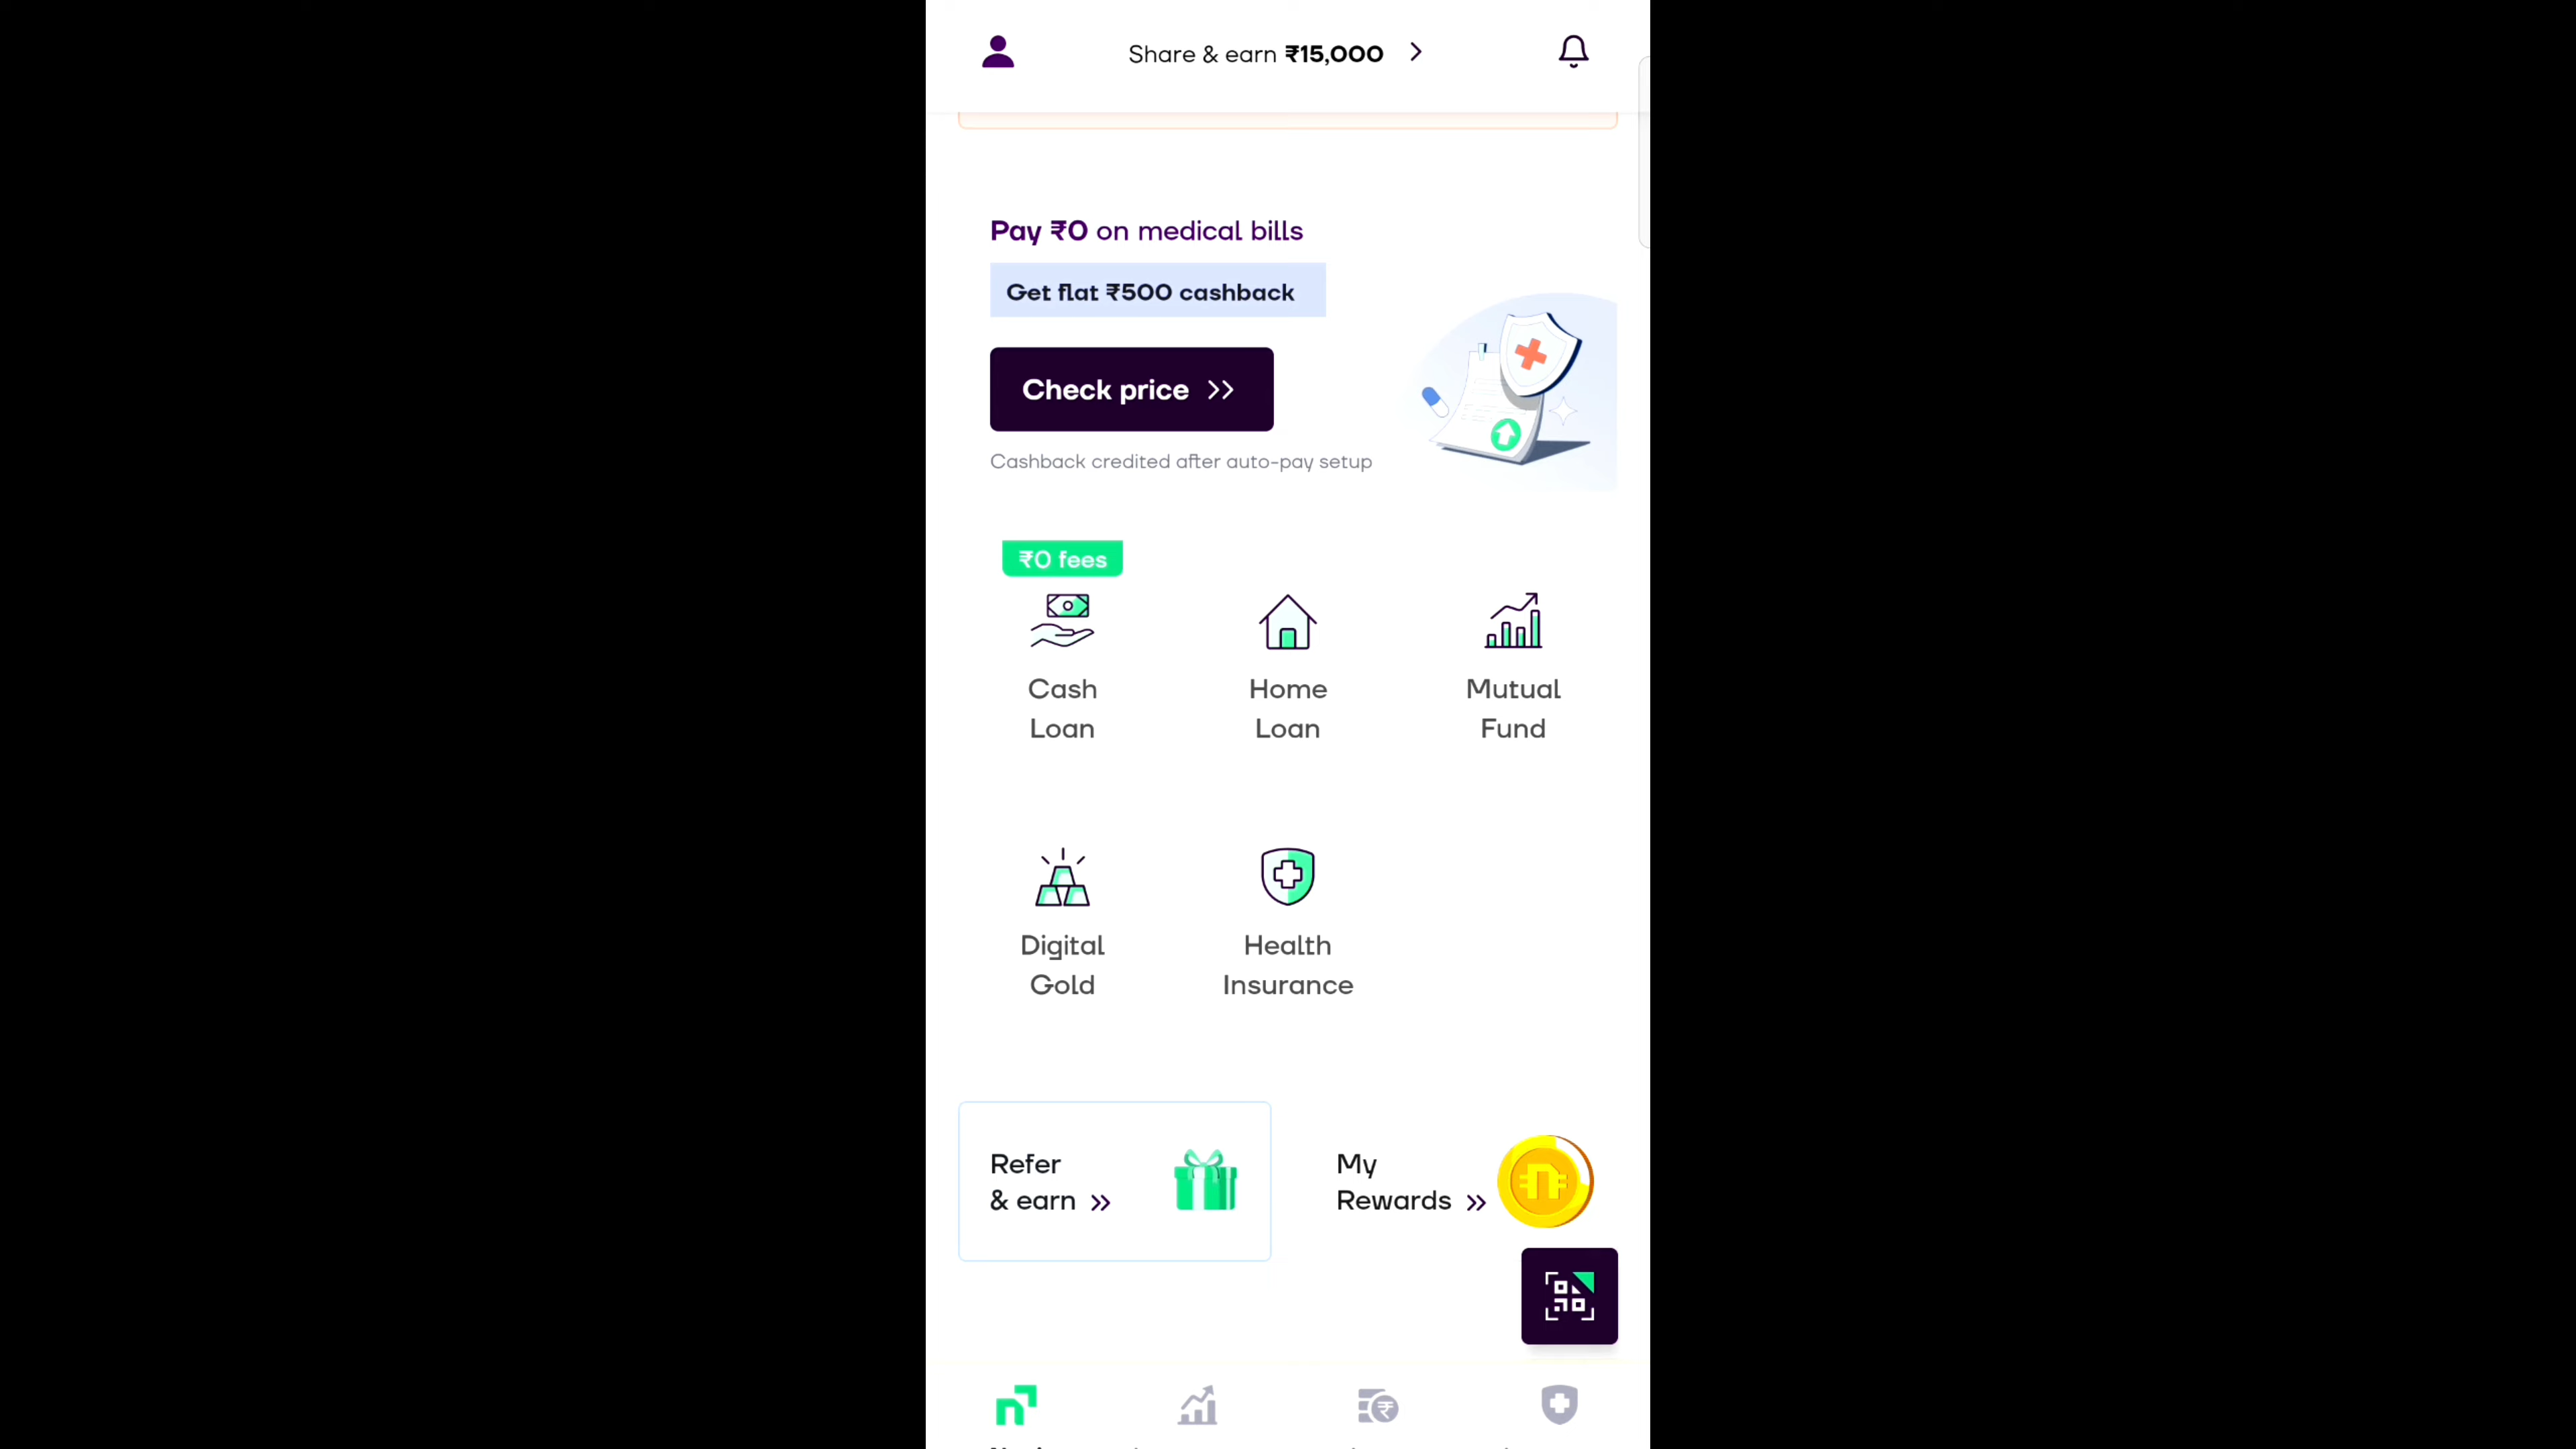 Share & earn ₹15,000
Pay ₹0 on medical bills
Get flat ₹500 cashback
Check price
Cashback credited after auto-pay setup
₹0 fees
Cash
Loan
Home
Loan
Mutual
Fund
Digital
Gold
Health
Insurance
Refer
& earn
My
Rewards